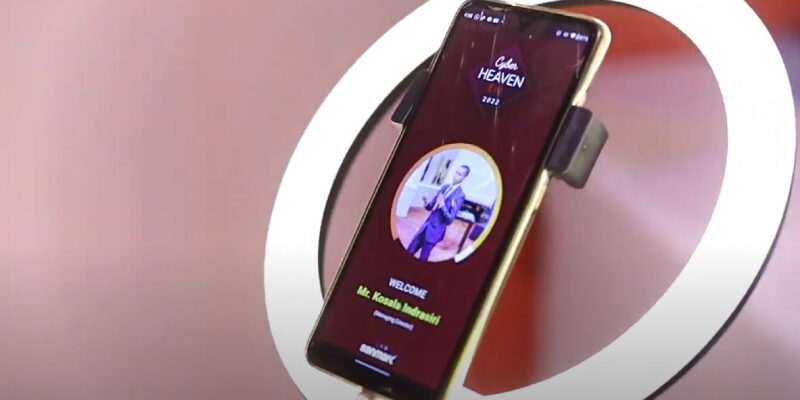 Cyber
HEAVEN
2022
WELCOME
Mr. Kosala Indrasiri
(Managing Director)
sanmark